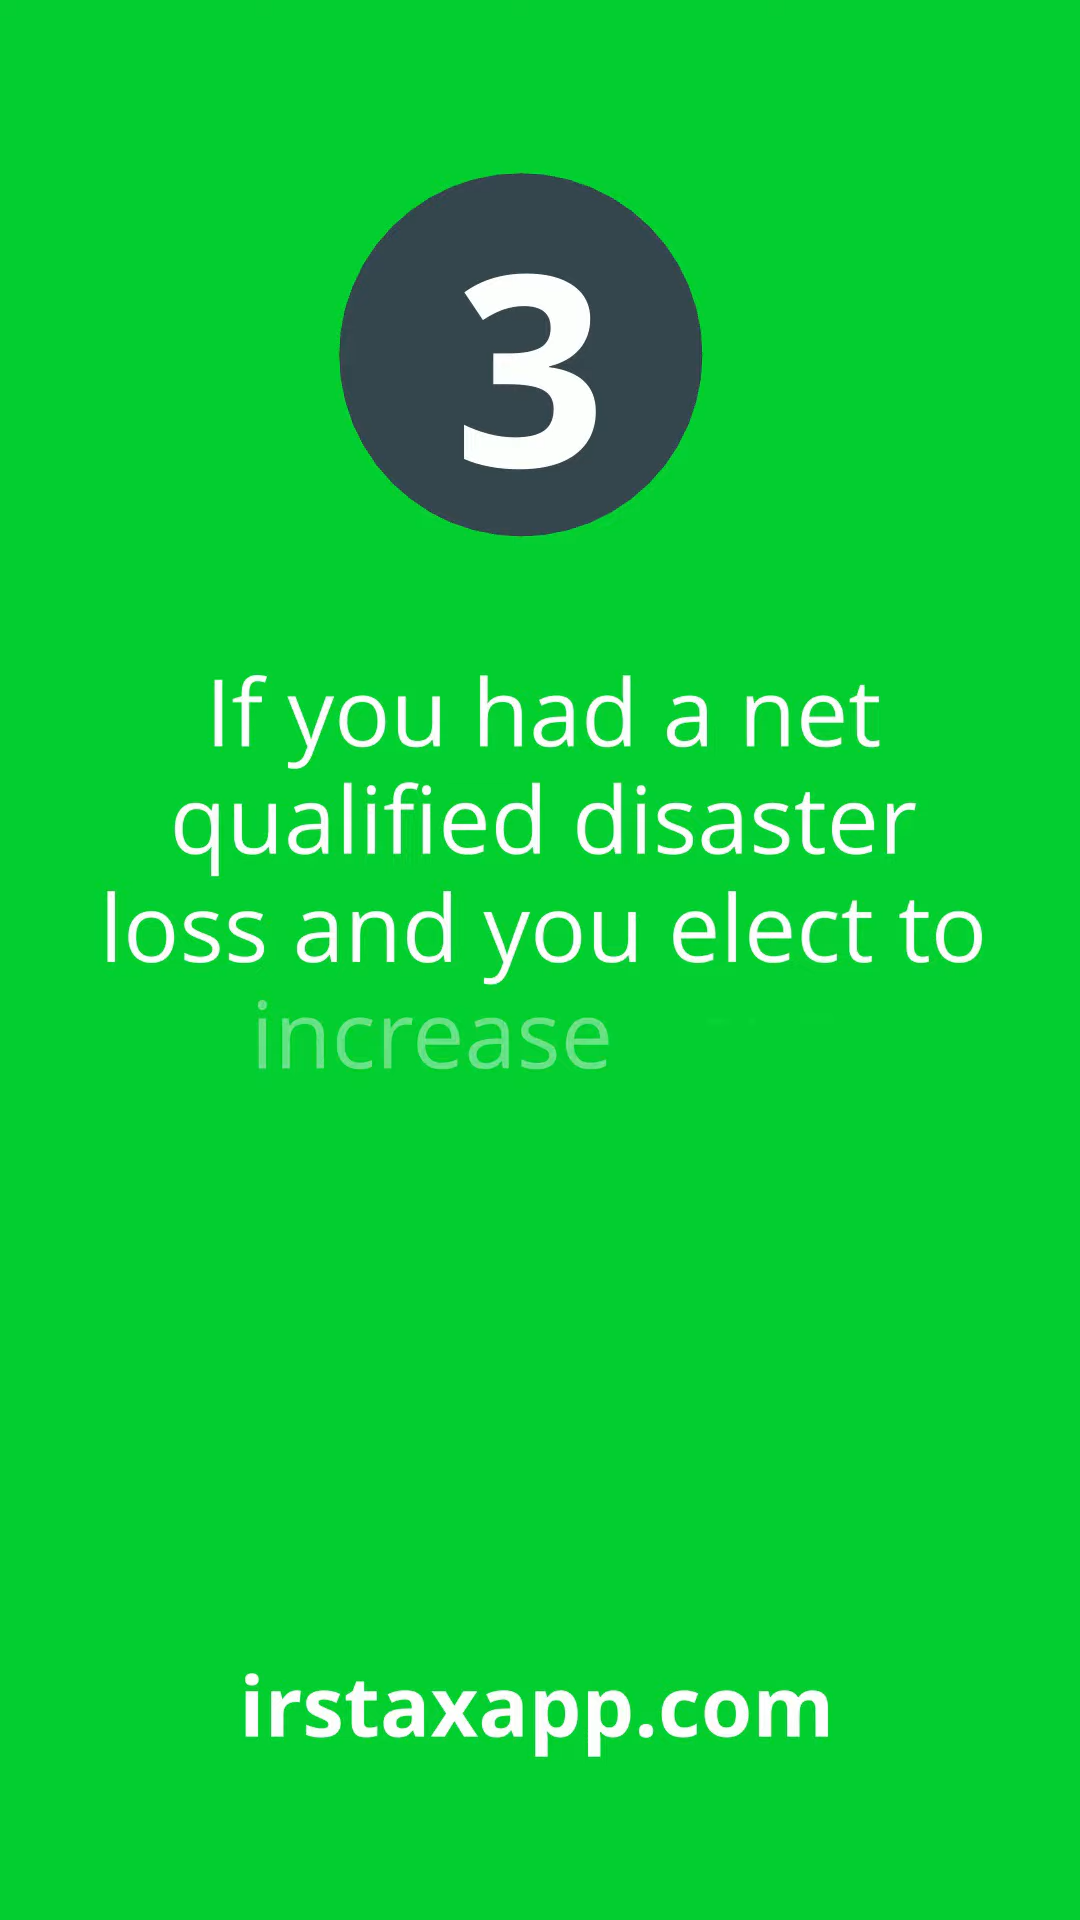 3
If you had a net
qualified disaster
loss and you elect to
increase
irstaxapp.com